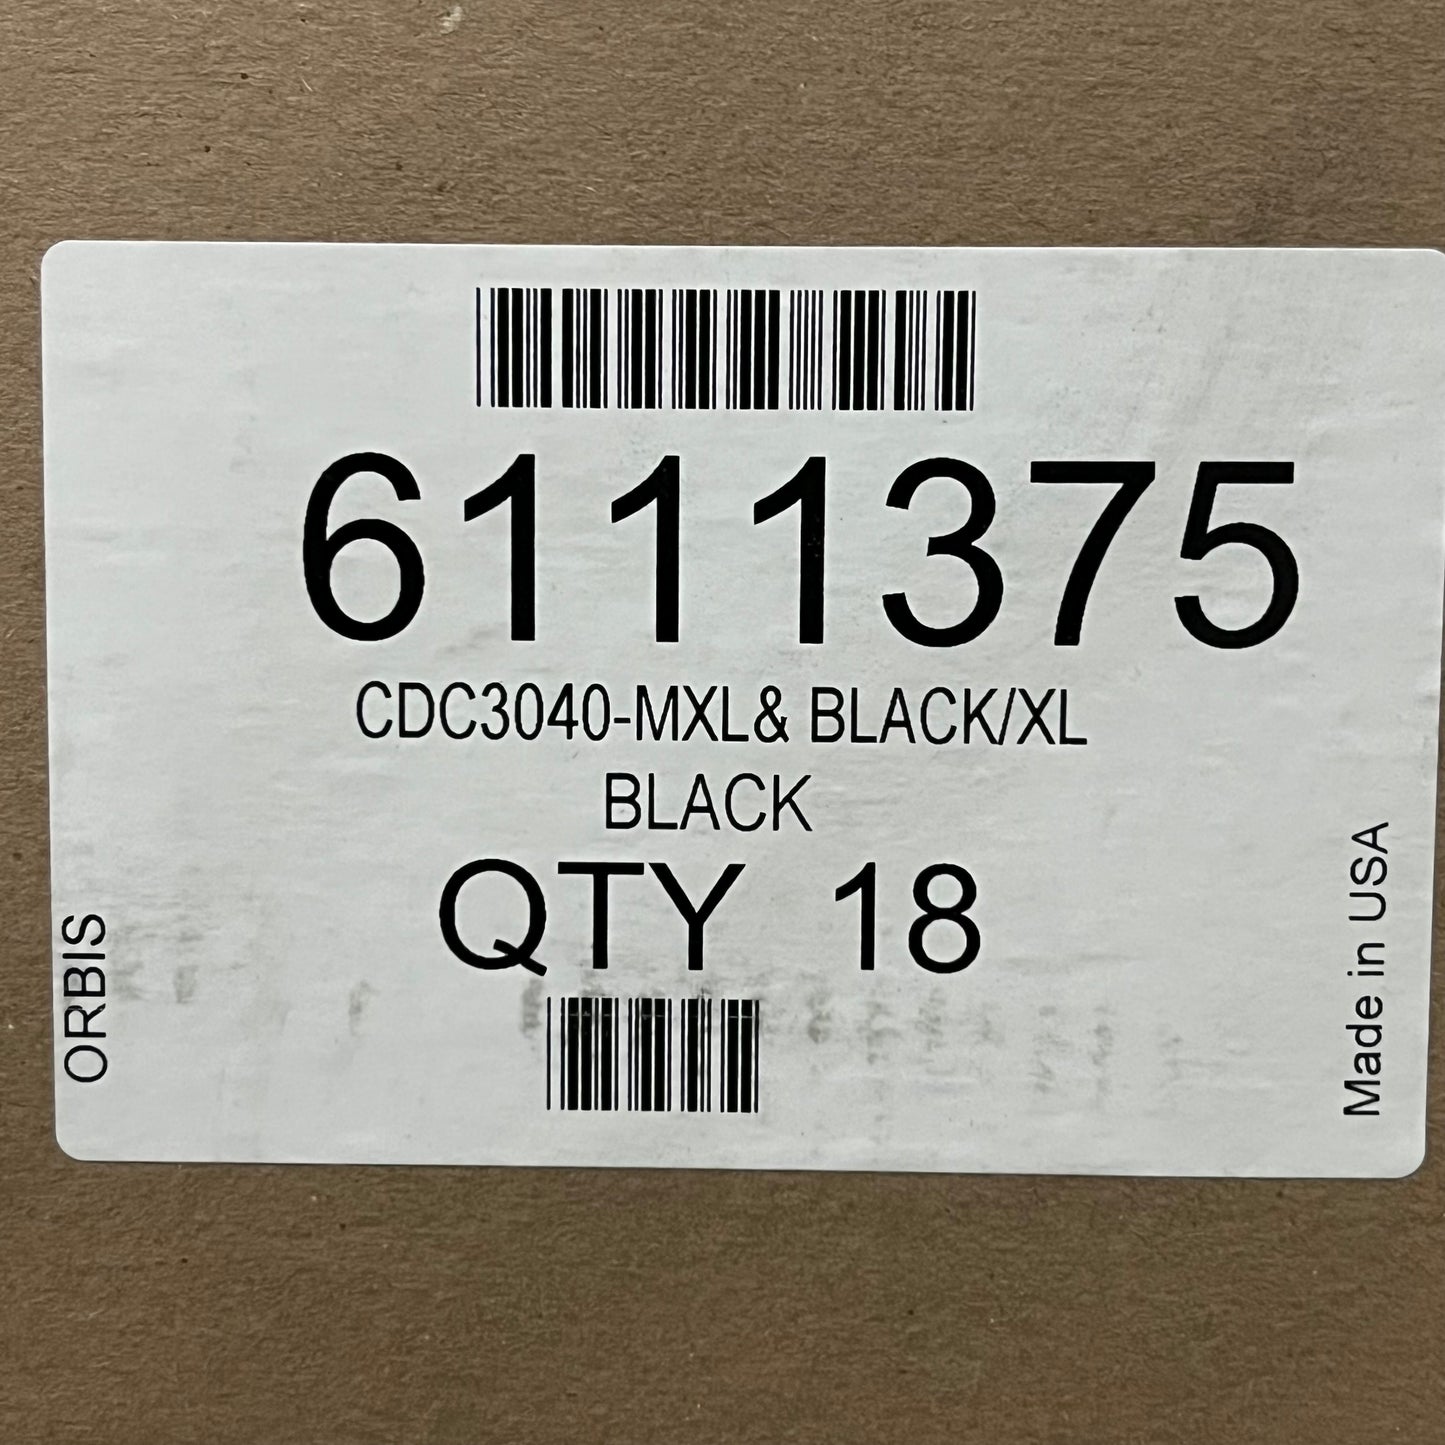 6111375
CDC3040-MXL& BLACK/XL
BLACK
QTY 18
ORBIS
Made in USA